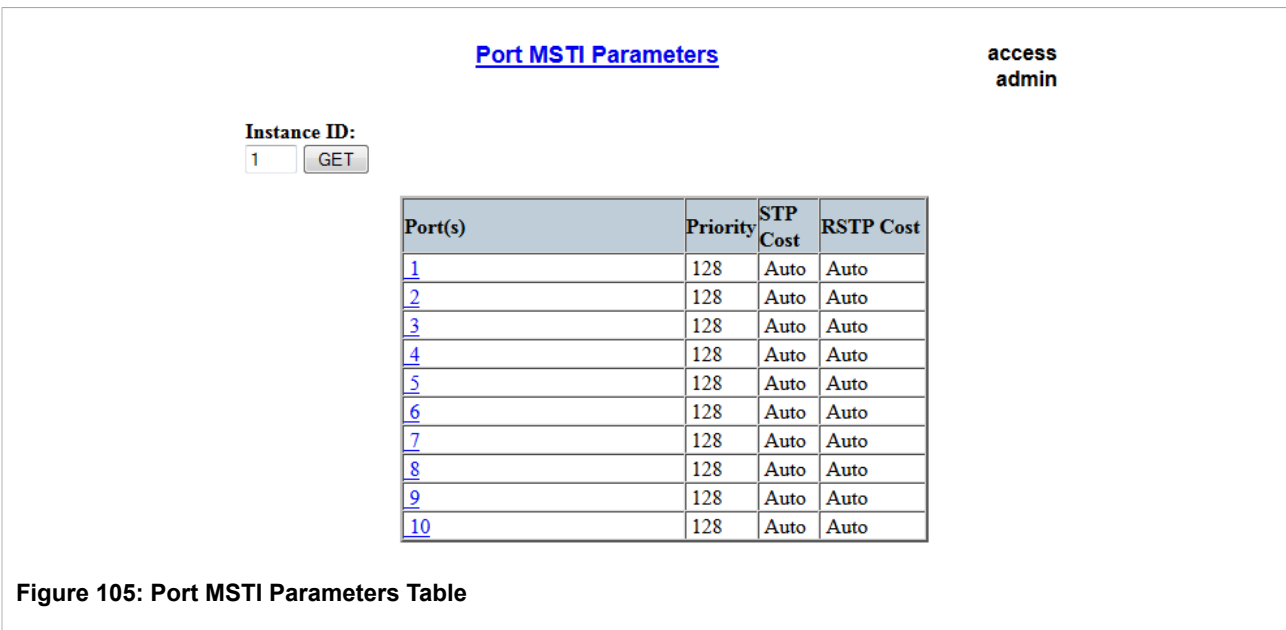 Port MSTI Parameters
access
admin
Instance ID:
1 GET
Port(s) Priority STP Cost RSTP Cost
1 128 Auto Auto
2 128 Auto Auto
3 128 Auto Auto
4 128 Auto Auto
5 128 Auto Auto
6 128 Auto Auto
7 128 Auto Auto
8 128 Auto Auto
9 128 Auto Auto
10 128 Auto Auto
Figure 105: Port MSTI Parameters Table